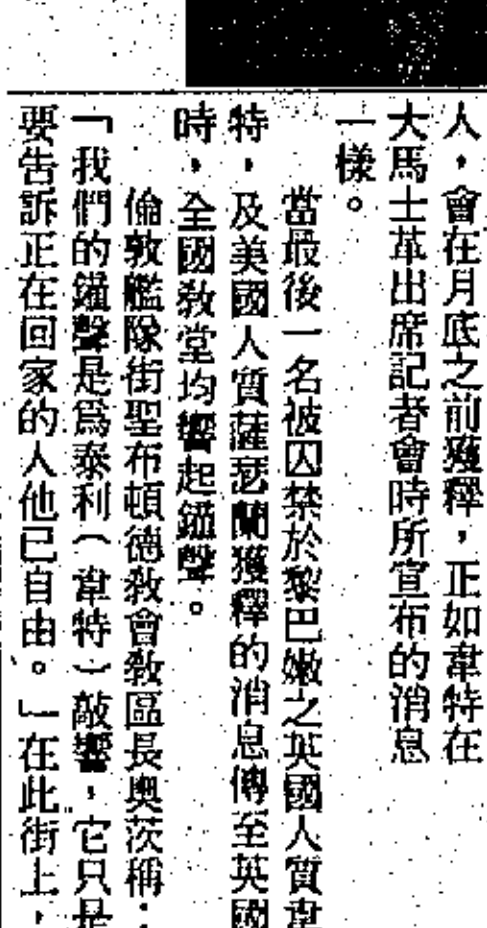 人，會在月底之前獲釋，正如韋特在
大馬士革出席記者會時所宣布的消息
一樣。
當最後一名被囚禁於黎巴嫩之英國人質韋
特，及美國人質薩瑟蘭獲釋的消息傳至英國
時，全國敎堂均響起鐘聲。
倫敦艦隊街聖布頓德敎會敎區長奧茨稱：
「我們的鐘聲是爲泰利（韋特）敲響，它只是
要告訴正在回家的人他已自由。」在此街上，